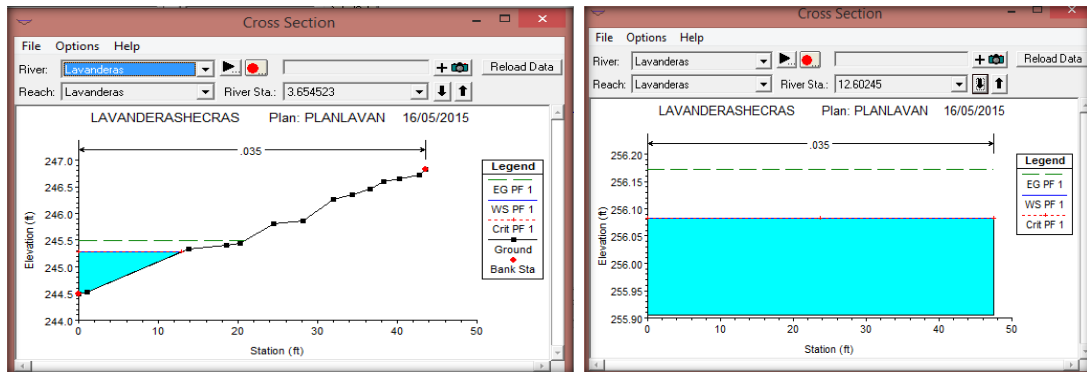 Cross Section
File Options Help
River: Lavanderas Reload Data
Reach: Lavanderas River Sta.: 3.654523
LAVANDERASHECRAS Plan: PLANLAVAN 16/05/2015
.035
247.0
246.5
246.0
245.5
245.0
244.5
244.0
Elevation (ft)
0 10 20 30 40 50
Station (ft)
Legend
EG PF 1
WS PF 1
Crit PF 1
Ground
Bank Sta
Cross Section
File Options Help
River: Lavanderas Reload Data
Reach: Lavanderas River Sta.: 12.60245
LAVANDERASHECRAS Plan: PLANLAVAN 16/05/2015
.035
256.20
256.15
256.10
256.05
256.00
255.95
255.90
Elevation (ft)
0 10 20 30 40 50
Station (ft)
Legend
EG PF 1
WS PF 1
Crit PF 1